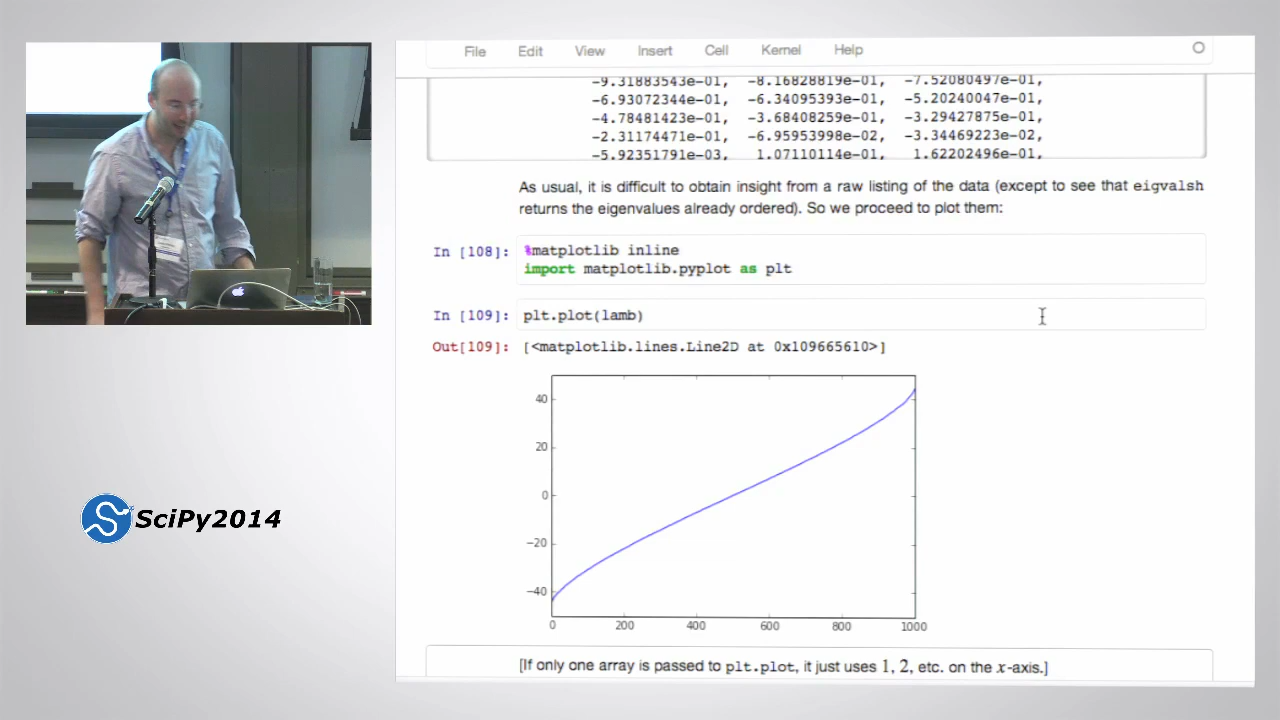 File Edit View Insert Cell Kernel Help
-9.31883543e-01, -8.16828819e-01, -7.52080497e-01,
-6.93072344e-01, -6.34095393e-01, -5.20240047e-01,
-4.78481423e-01, -3.68408259e-01, -3.29427875e-01,
-2.31174471e-01, -6.95953998e-02, -3.34469223e-02,
-5.92351791e-03, 1.07110114e-01, 1.62202496e-01,
As usual, it is difficult to obtain insight from a raw listing of the data (except to see that eigvalsh
returns the eigenvalues already ordered). So we proceed to plot them:
In [108]: %matplotlib inline
import matplotlib.pyplot as plt
In [109]: plt.plot(lamb)
Out[109]: [<matplotlib.lines.Line2D at 0x109665610>]
40
20
0
-20
-40
0 200 400 600 800 1000
[If only one array is passed to plt.plot, it just uses 1, 2, etc. on the x-axis.]
SciPy2014